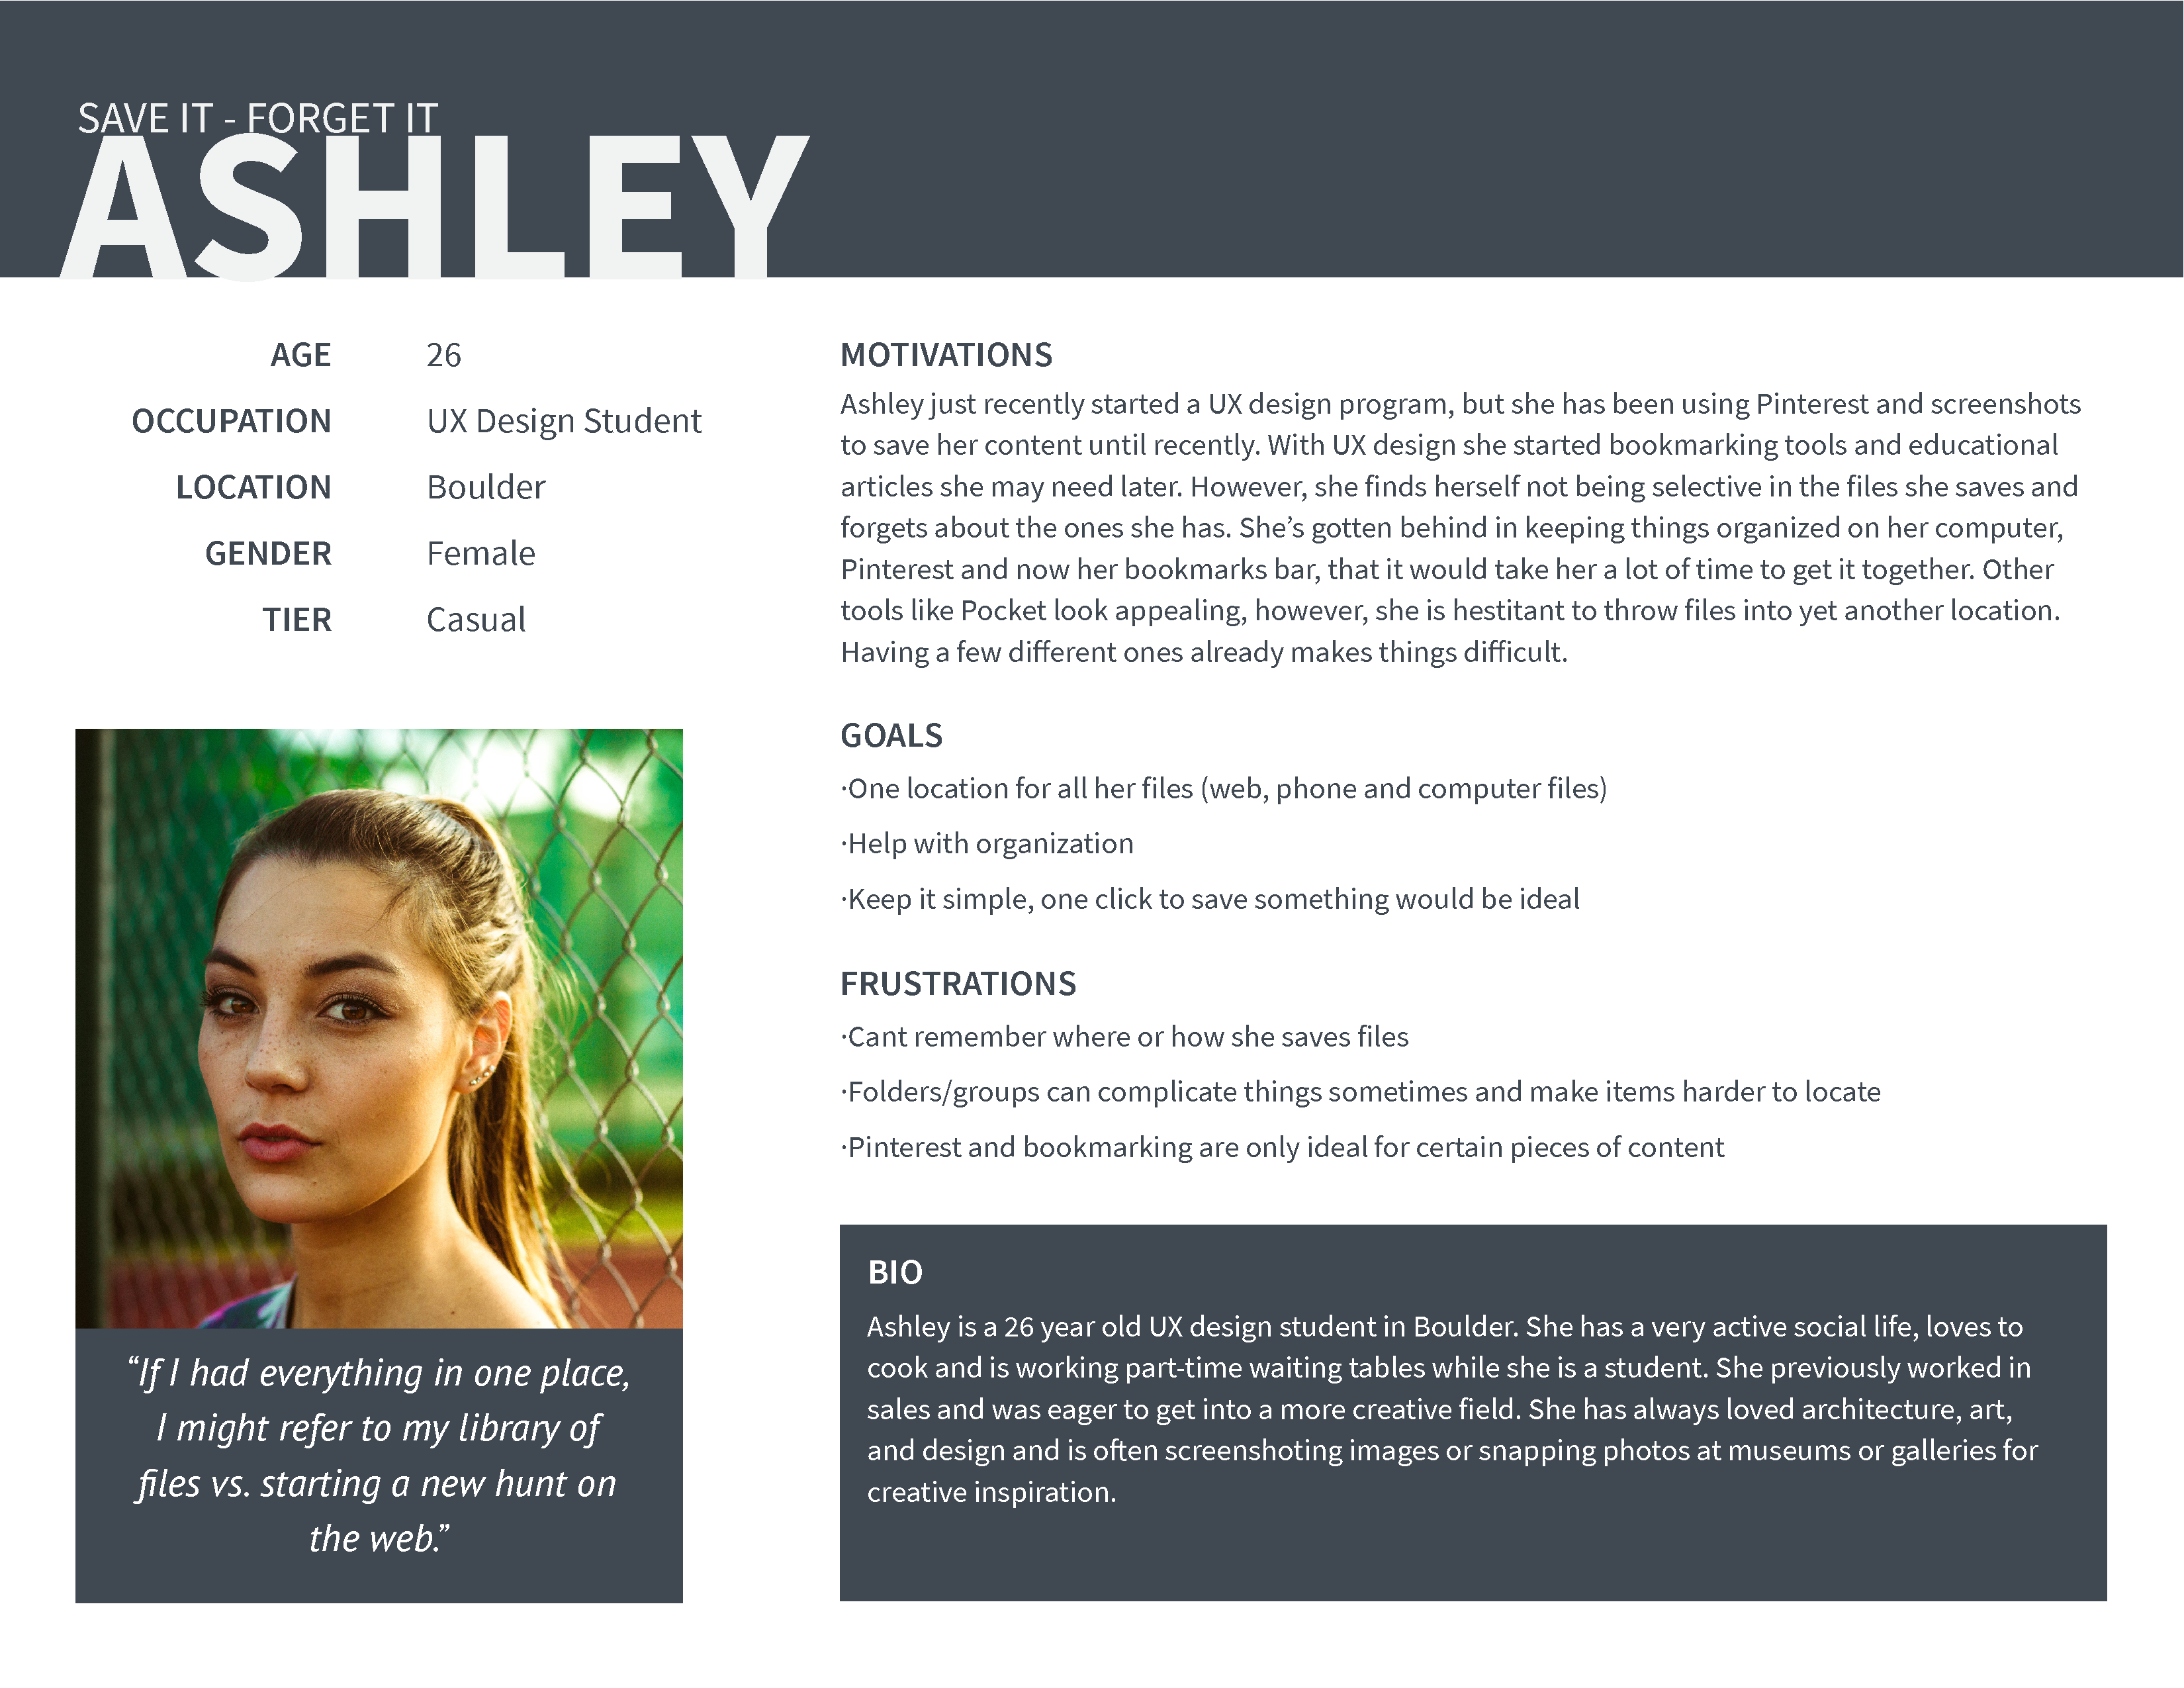 SAVE IT - FORGET IT
ASHLEY
AGE 26
OCCUPATION UX Design Student
LOCATION Boulder
GENDER Female
TIER Casual
“If I had everything in one place,
I might refer to my library of
files vs. starting a new hunt on
the web.”
MOTIVATIONS
Ashley just recently started a UX design program, but she has been using Pinterest and screenshots
to save her content until recently. With UX design she started bookmarking tools and educational
articles she may need later. However, she finds herself not being selective in the files she saves and
forgets about the ones she has. She’s gotten behind in keeping things organized on her computer,
Pinterest and now her bookmarks bar, that it would take her a lot of time to get it together. Other
tools like Pocket look appealing, however, she is hestitant to throw files into yet another location.
Having a few different ones already makes things difficult.
GOALS
·One location for all her files (web, phone and computer files)
·Help with organization
·Keep it simple, one click to save something would be ideal
FRUSTRATIONS
·Cant remember where or how she saves files
·Folders/groups can complicate things sometimes and make items harder to locate
·Pinterest and bookmarking are only ideal for certain pieces of content
BIO
Ashley is a 26 year old UX design student in Boulder. She has a very active social life, loves to
cook and is working part-time waiting tables while she is a student. She previously worked in
sales and was eager to get into a more creative field. She has always loved architecture, art,
and design and is often screenshoting images or snapping photos at museums or galleries for
creative inspiration.